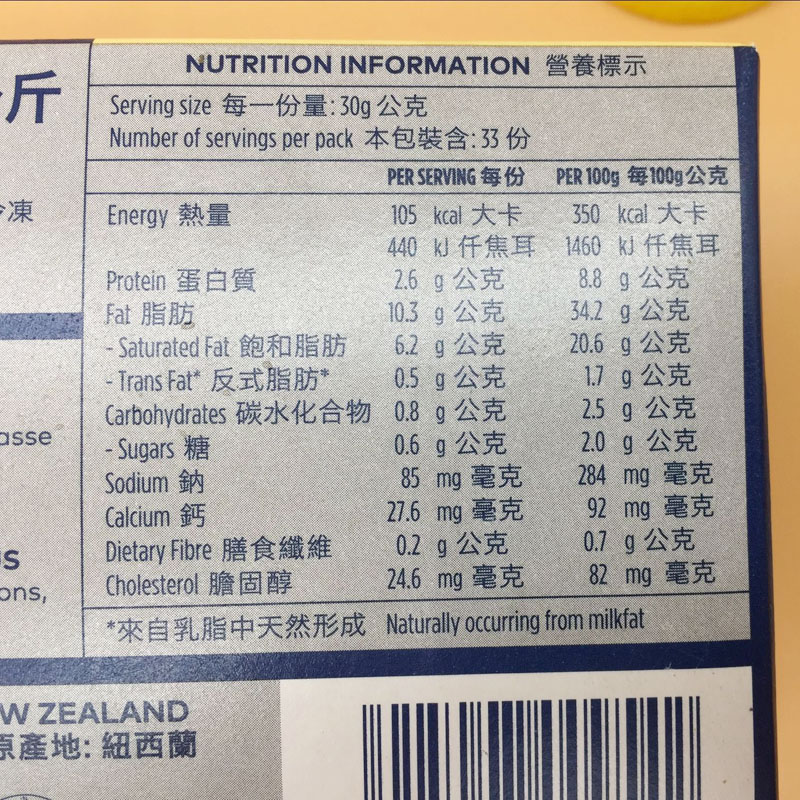 斤
NUTRITION INFORMATION 營養標示
Serving size 每一份量: 30g 公克
Number of servings per pack 本包裝含: 33 份
PER SERVING 每份 PER 100g 每100g公克
凍
Energy 熱量 105 kcal 大卡 350 kcal 大卡
440 kJ 仟焦耳 1460 kJ 仟焦耳
Protein 蛋白質 2.6 g 公克 8.8 g 公克
Fat 脂肪 10.3 g 公克 34.2 g 公克
- Saturated Fat 飽和脂肪 6.2 g 公克 20.6 g 公克
- Trans Fat* 反式脂肪* 0.5 g 公克 1.7 g 公克
Carbohydrates 碳水化合物 0.8 g 公克 2.5 g 公克
asse
- Sugars 糖 0.6 g 公克 2.0 g 公克
Sodium 鈉 85 mg 毫克 284 mg 毫克
Calcium 鈣 27.6 mg 毫克 92 mg 毫克
Dietary Fibre 膳食纖維 0.2 g 公克 0.7 g 公克
s
Cholesterol 膽固醇 24.6 mg 毫克 82 mg 毫克
ons,
*來自乳脂中天然形成 Naturally occurring from milkfat
W ZEALAND
原產地: 紐西蘭